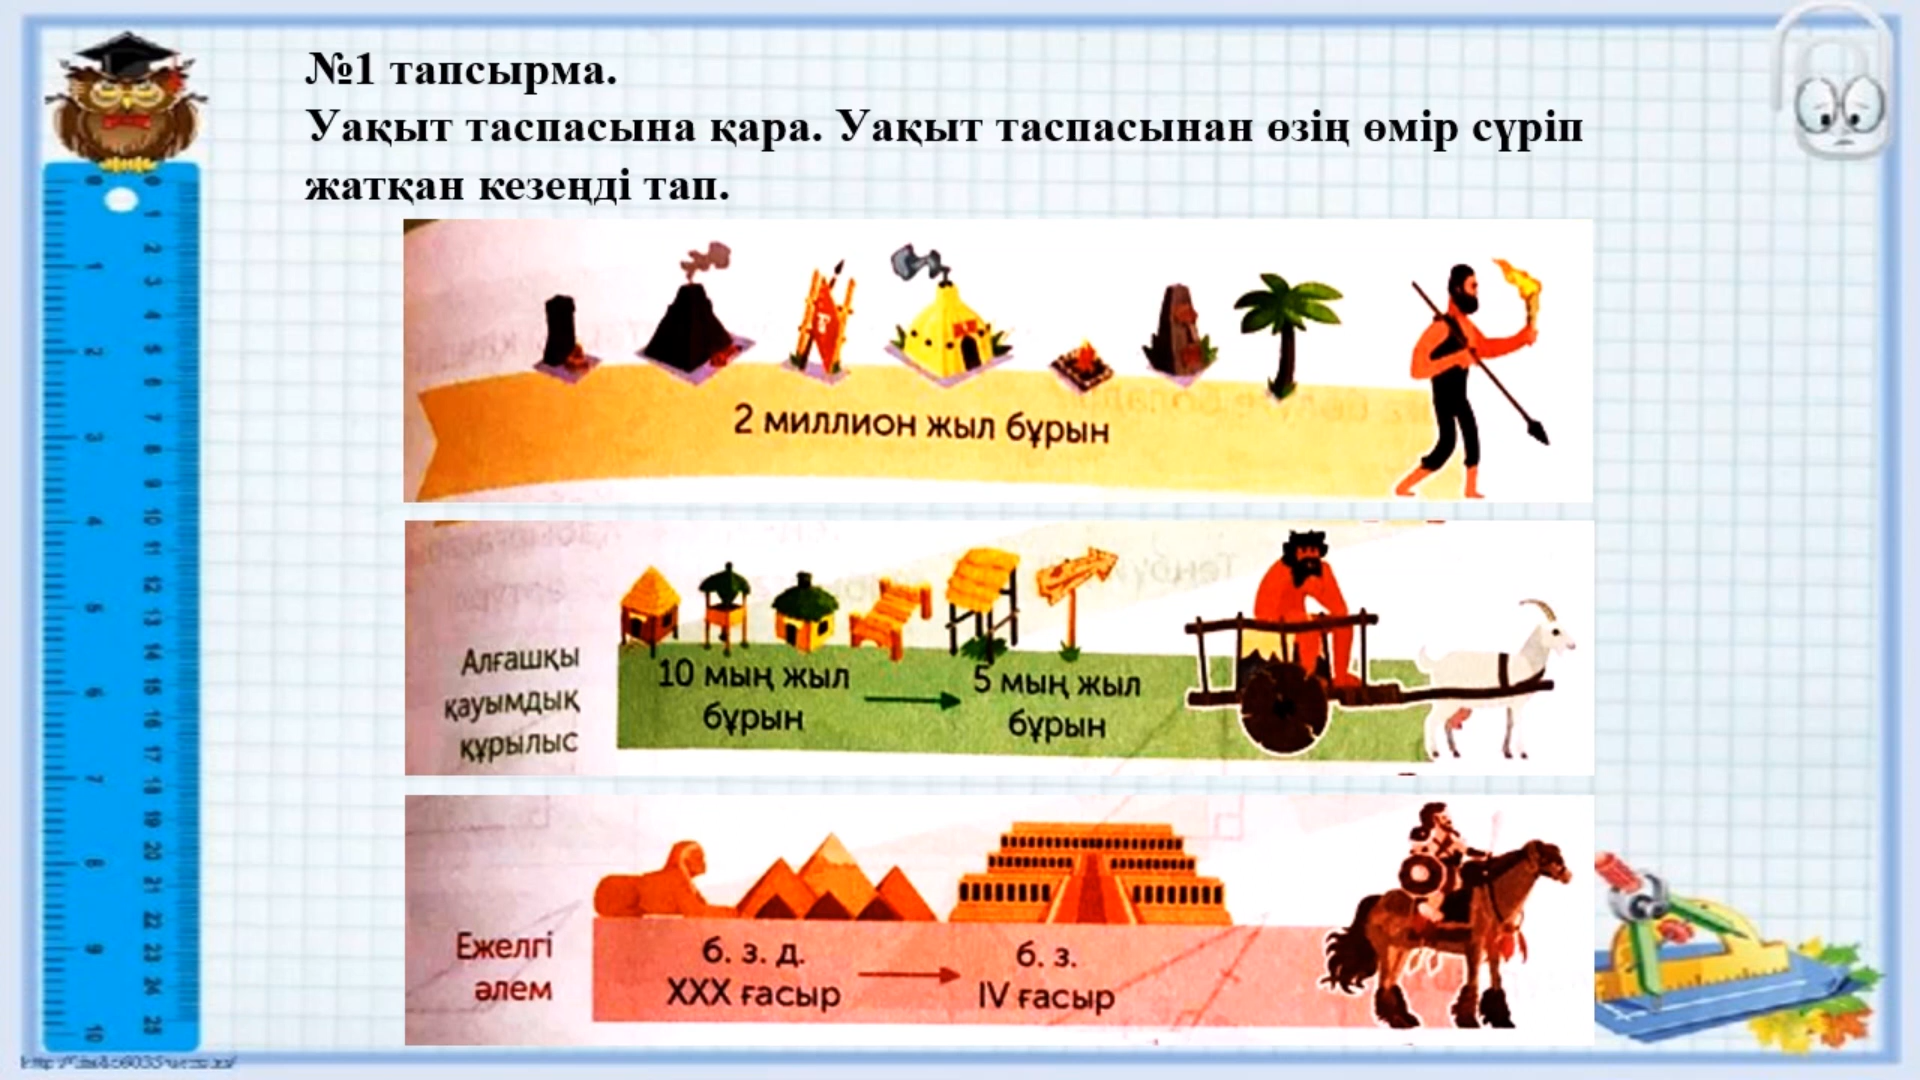 №1 тапсырма.
Уақыт таспасына қара. Уақыт таспасынан өзің өмір сүріп
жатқан кезеңді тап.
2 миллион жыл бұрын
Алғашқы
қауымдық
құрылыс
10 мың жыл
бұрын
5 мың жыл
бұрын
Ежелгі
әлем
б. з. д.
XXX ғасыр
б. з.
IV ғасыр